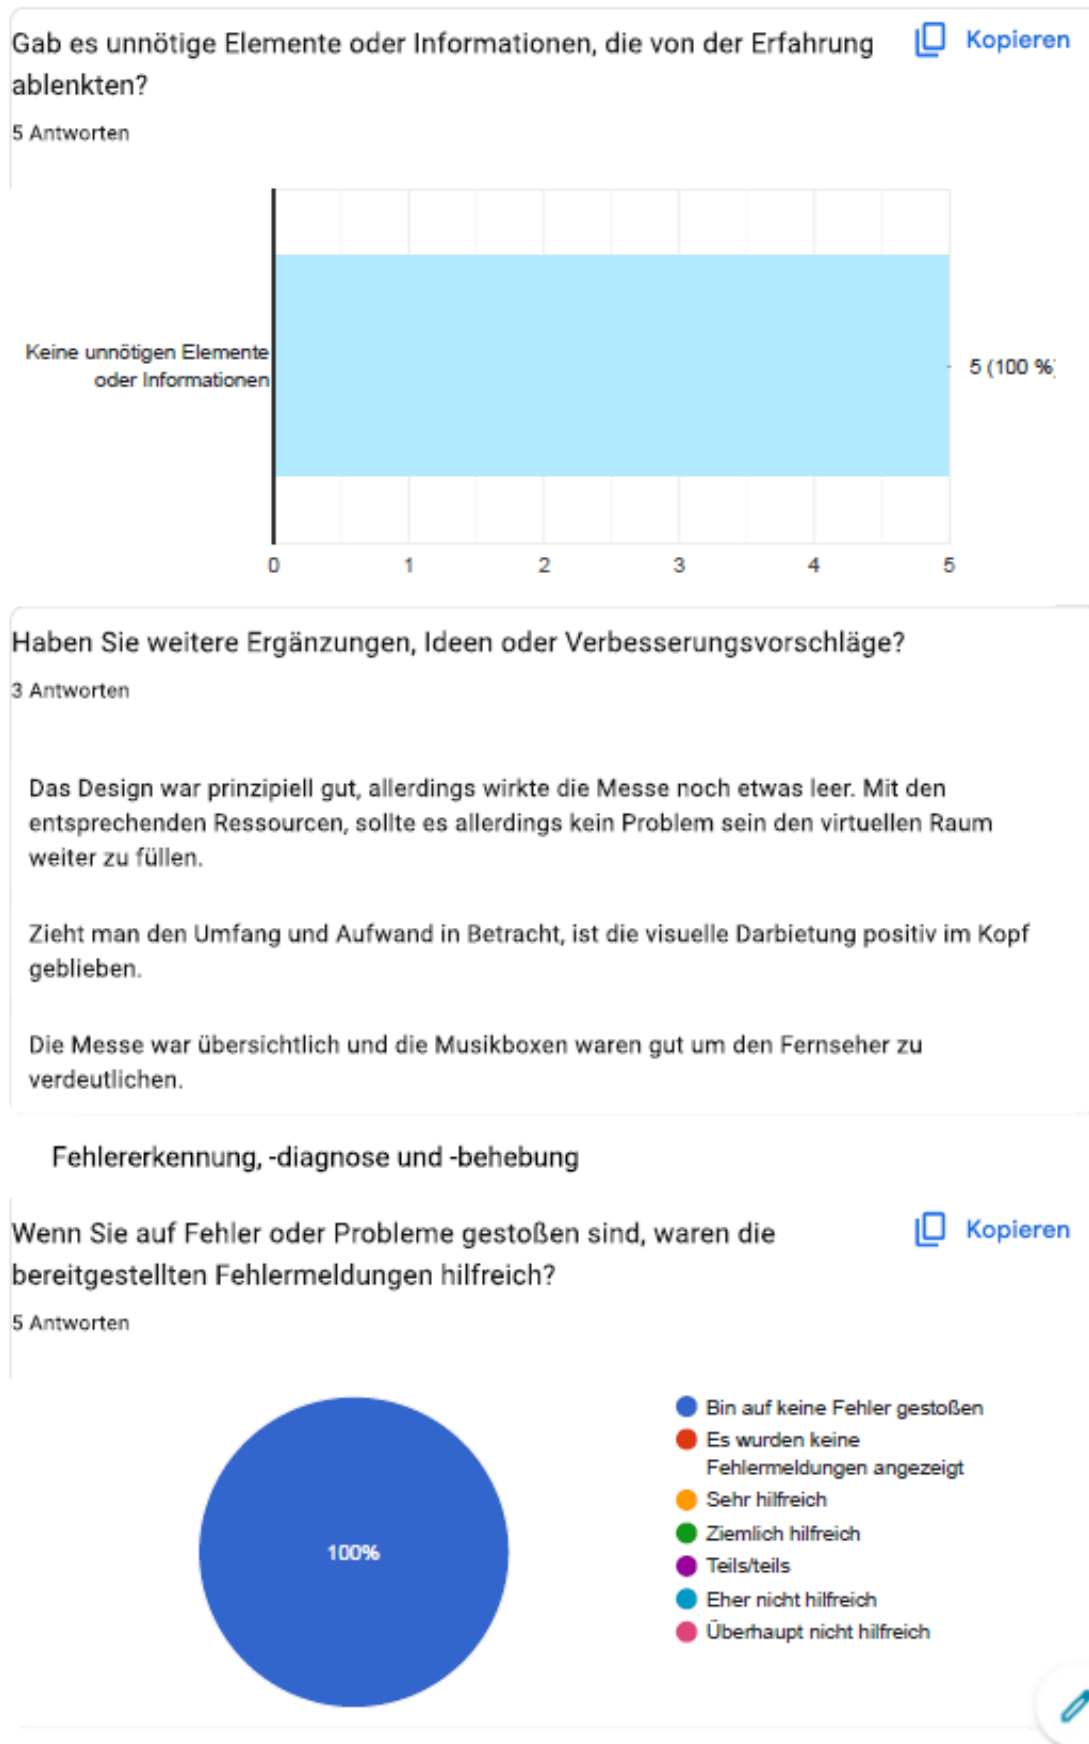 Gab es unnötige Elemente oder Informationen, die von der Erfahrung
ablenkten?
Kopieren
5 Antworten
Keine unnötigen Elemente
oder Informationen
5 (100 %)
0 1 2 3 4 5
Haben Sie weitere Ergänzungen, Ideen oder Verbesserungsvorschläge?
3 Antworten
Das Design war prinzipiell gut, allerdings wirkte die Messe noch etwas leer. Mit den
entsprechenden Ressourcen, sollte es allerdings kein Problem sein den virtuellen Raum
weiter zu füllen.
Zieht man den Umfang und Aufwand in Betracht, ist die visuelle Darbietung positiv im Kopf
geblieben.
Die Messe war übersichtlich und die Musikboxen waren gut um den Fernseher zu
verdeutlichen.
Fehlererkennung, -diagnose und -behebung
Wenn Sie auf Fehler oder Probleme gestoßen sind, waren die
bereitgestellten Fehlermeldungen hilfreich?
Kopieren
5 Antworten
100%
Bin auf keine Fehler gestoßen
Es wurden keine
Fehlermeldungen angezeigt
Sehr hilfreich
Ziemlich hilfreich
Teils/teils
Eher nicht hilfreich
Überhaupt nicht hilfreich